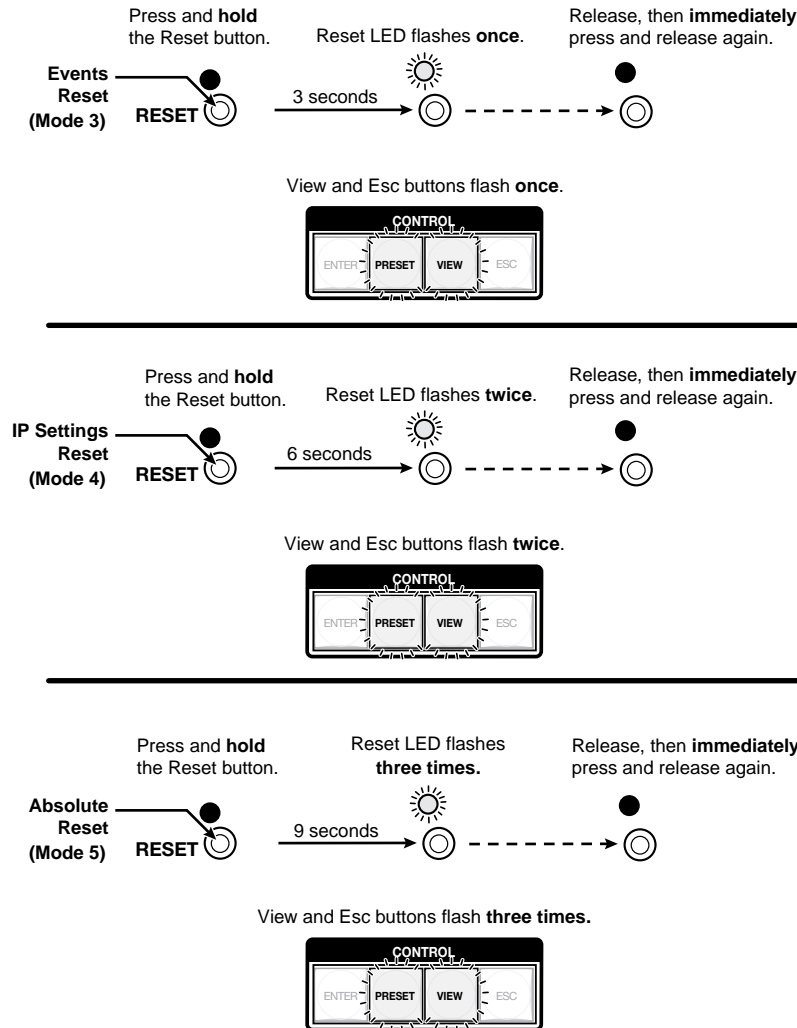 Press and hold
the Reset button.
Reset LED flashes once.
Release, then immediately
press and release again.
Events
Reset
(Mode 3)
RESET
3 seconds
View and Esc buttons flash once.
CONTROL
ENTER
PRESET
VIEW
ESC
Press and hold
the Reset button.
Reset LED flashes twice.
Release, then immediately
press and release again.
IP Settings
Reset
(Mode 4)
RESET
6 seconds
View and Esc buttons flash twice.
CONTROL
ENTER
PRESET
VIEW
ESC
Press and hold
the Reset button.
Reset LED flashes
three times.
Release, then immediately
press and release again.
Absolute
Reset
(Mode 5)
RESET
9 seconds
View and Esc buttons flash three times.
CONTROL
ENTER
PRESET
VIEW
ESC